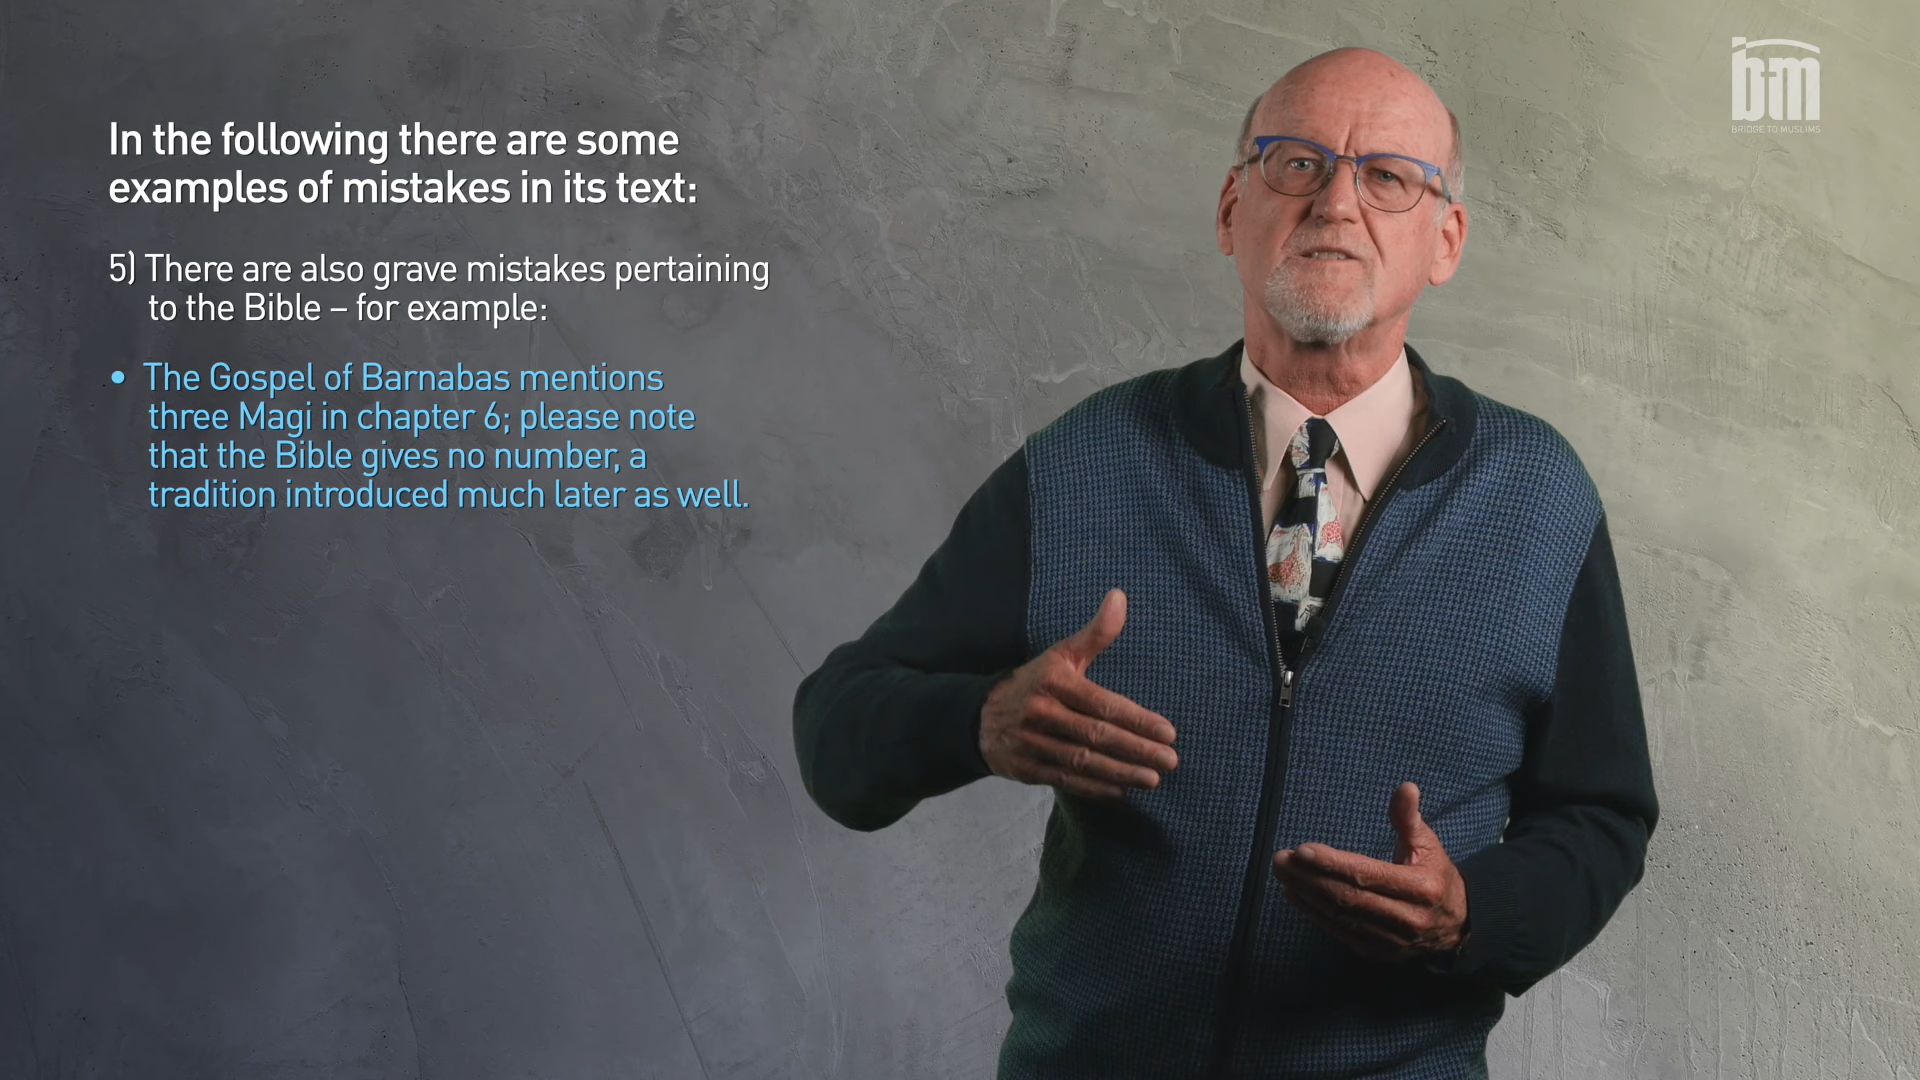 bm
BRIDGE TO MUSLIMS
In the following there are some
examples of mistakes in its text:
5) There are also grave mistakes pertaining
to the Bible – for example:
• The Gospel of Barnabas mentions
three Magi in chapter 6; please note
that the Bible gives no number, a
tradition introduced much later as well.